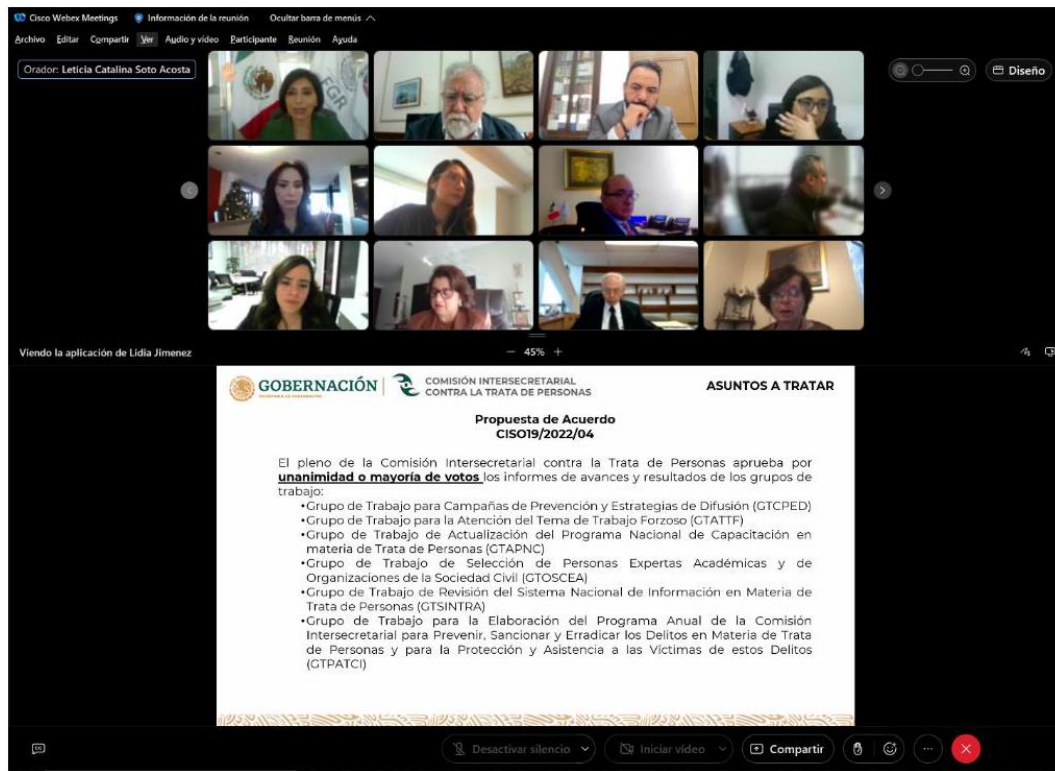 Cisco Webex Meetings Información de la reunión Ocultar barra de menús
Archivo Editar Compartir Ver Audio y vídeo Participante Reunión Ayuda
Orador: Leticia Catalina Soto Acosta
Diseño
FGR
Viendo la aplicación de Lidia Jimenez
45%
GOBERNACIÓN
COMISIÓN INTERSECRETARIAL
CONTRA LA TRATA DE PERSONAS
ASUNTOS A TRATAR
Propuesta de Acuerdo
CISO19/2022/04
El pleno de la Comisión Intersecretarial contra la Trata de Personas aprueba por
unanimidad o mayoría de votos los informes de avances y resultados de los grupos de
trabajo:
•Grupo de Trabajo para Campañas de Prevención y Estrategias de Difusión (GTCPED)
•Grupo de Trabajo para la Atención del Tema de Trabajo Forzoso (GTATTF)
•Grupo de Trabajo de Actualización del Programa Nacional de Capacitación en
materia de Trata de Personas (GTAPNC)
•Grupo de Trabajo de Selección de Personas Expertas Académicas y de
Organizaciones de la Sociedad Civil (GTOSCEA)
•Grupo de Trabajo de Revisión del Sistema Nacional de Información en Materia de
Trata de Personas (GTSINTRA)
•Grupo de Trabajo para la Elaboración del Programa Anual de la Comisión
Intersecretarial para Prevenir, Sancionar y Erradicar los Delitos en Materia de Trata
de Personas y para la Protección y Asistencia a las Víctimas de estos Delitos
(GTPATCI)
Desactivar silencio Iniciar vídeo Compartir